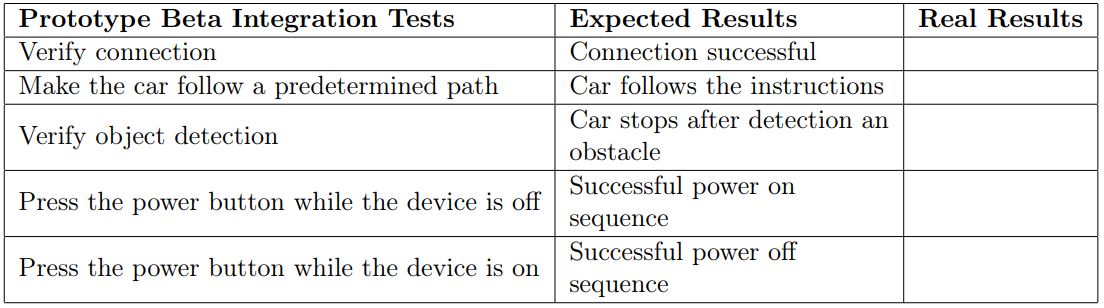 Prototype Beta Integration Tests Expected Results Real Results
Verify connection Connection successful
Make the car follow a predetermined path Car follows the instructions
Verify object detection Car stops after detection an
obstacle
Press the power button while the device is off Successful power on
sequence
Press the power button while the device is on Successful power off
sequence